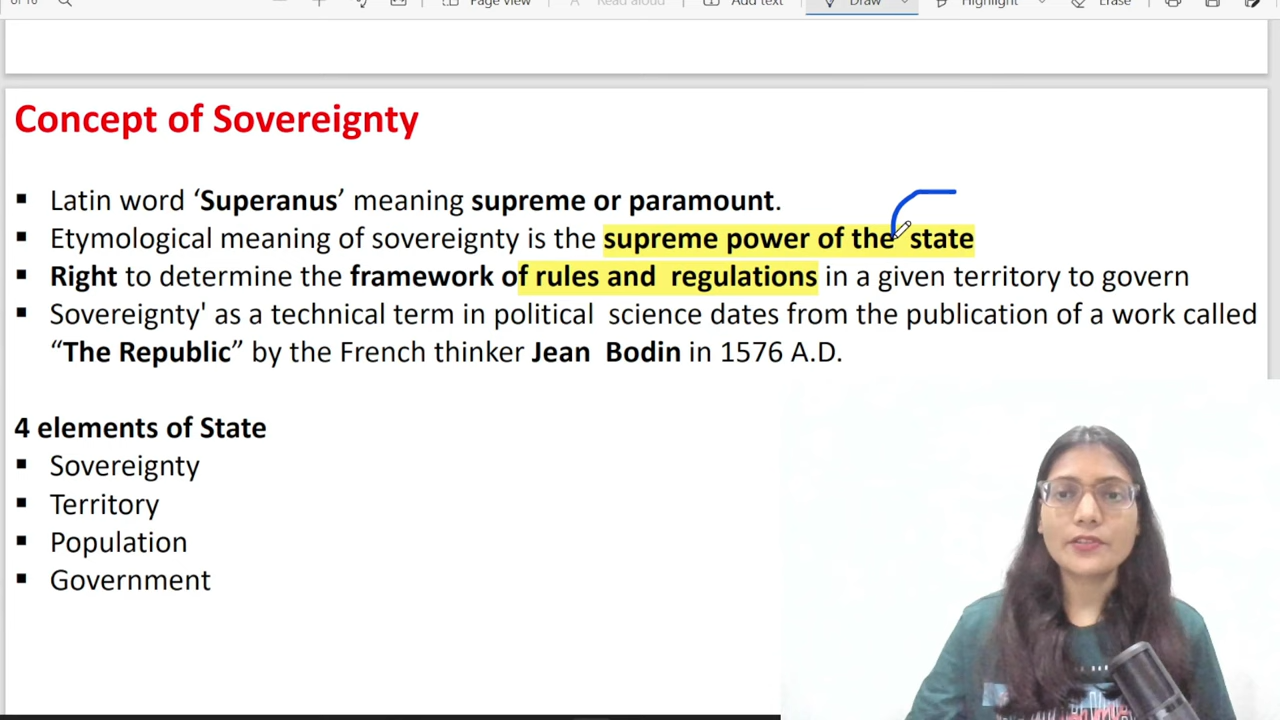 Page view
Read aloud
Add text
Draw
Highlight
Erase
Concept of Sovereignty
▪ Latin word ‘Superanus’ meaning supreme or paramount.
▪ Etymological meaning of sovereignty is the supreme power of the state
▪ Right to determine the framework of rules and regulations in a given territory to govern
▪ Sovereignty' as a technical term in political science dates from the publication of a work called
“The Republic” by the French thinker Jean Bodin in 1576 A.D.
4 elements of State
▪ Sovereignty
▪ Territory
▪ Population
▪ Government